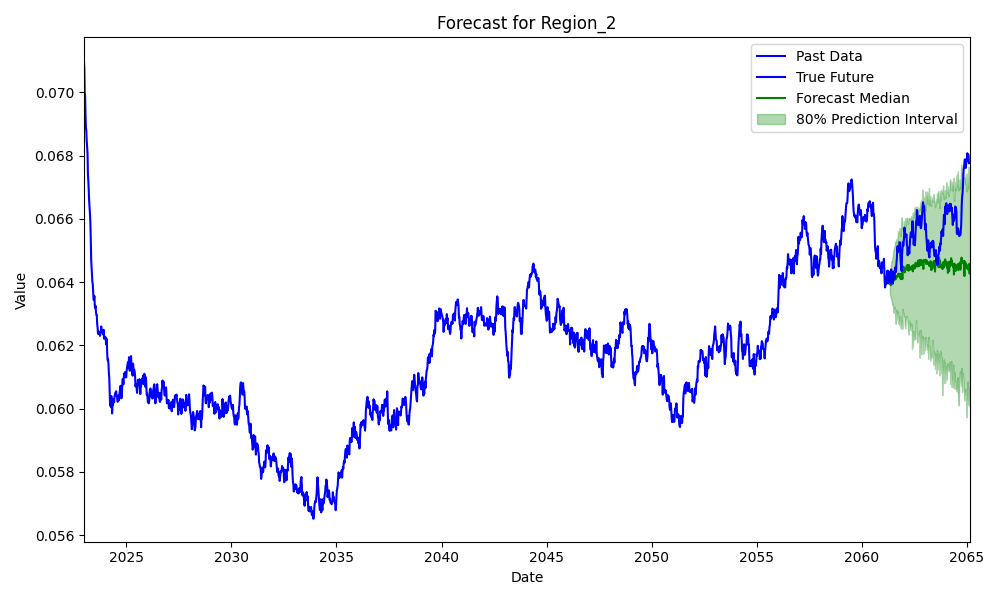 Forecast for Region_2
Past Data
True Future
Forecast Median
80% Prediction Interval
Value
0.070
0.068
0.066
0.064
0.062
0.060
0.058
0.056
2025 2030 2035 2040 2045 2050 2055 2060 2065
Date